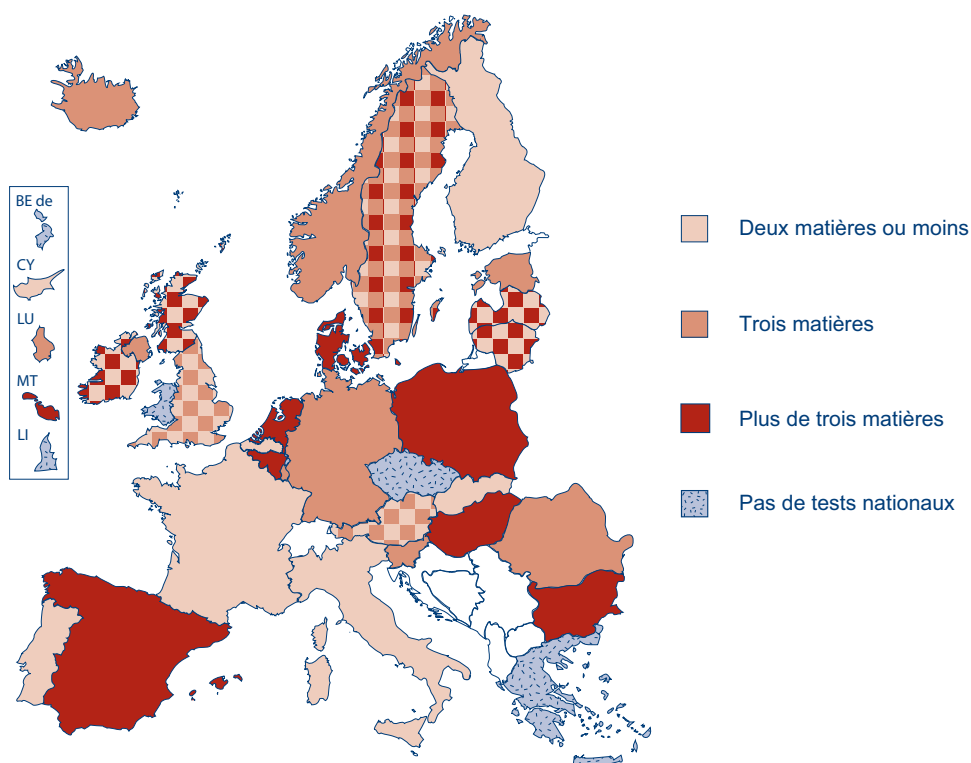 BE de
CY
LU
MT
LI
Deux matières ou moins
Trois matières
Plus de trois matières
Pas de tests nationaux